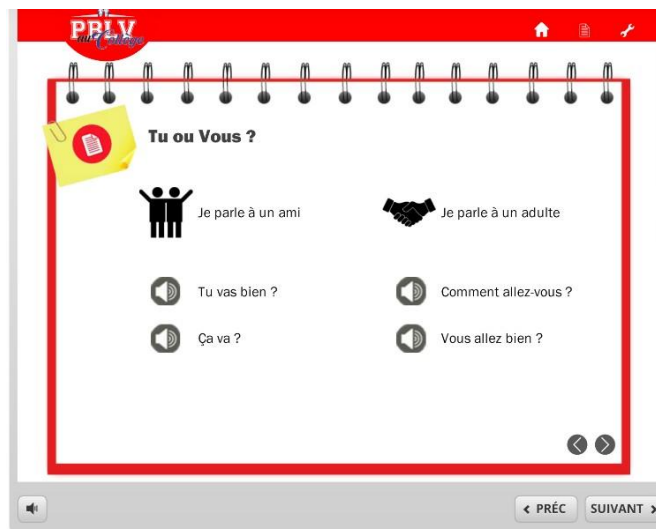 PBLV
au Collège
Tu ou Vous ?
Je parle à un ami
Je parle à un adulte
Tu vas bien ?
Comment allez-vous ?
Ça va ?
Vous allez bien ?
PRÉC
SUIVANT